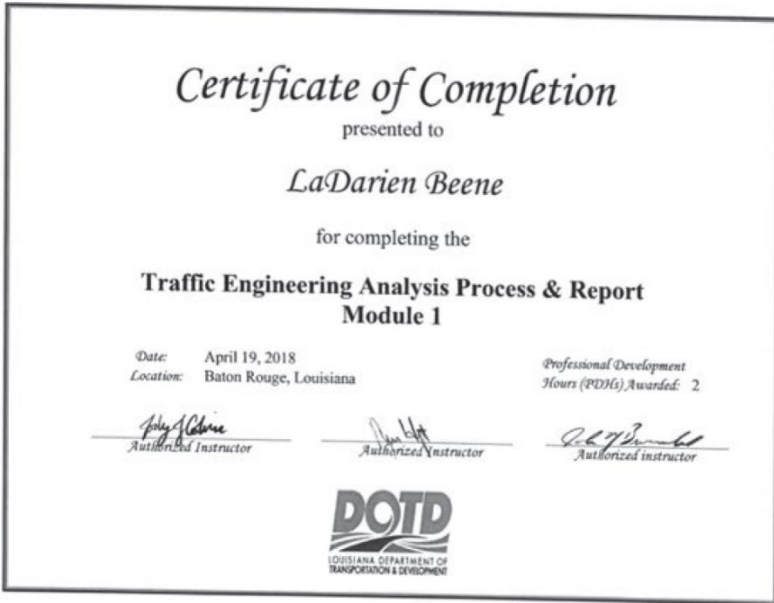 Certificate of Completion
presented to
LaDarien Beene
for completing the
Traffic Engineering Analysis Process & Report
Module 1
Date: April 19, 2018
Location: Baton Rouge, Louisiana
Professional Development
Hours (PDHs) Awarded: 2
Authorized Instructor
Authorized Instructor
Authorized instructor
DOTD
LOUISIANA DEPARTMENT OF
TRANSPORTATION & DEVELOPMENT